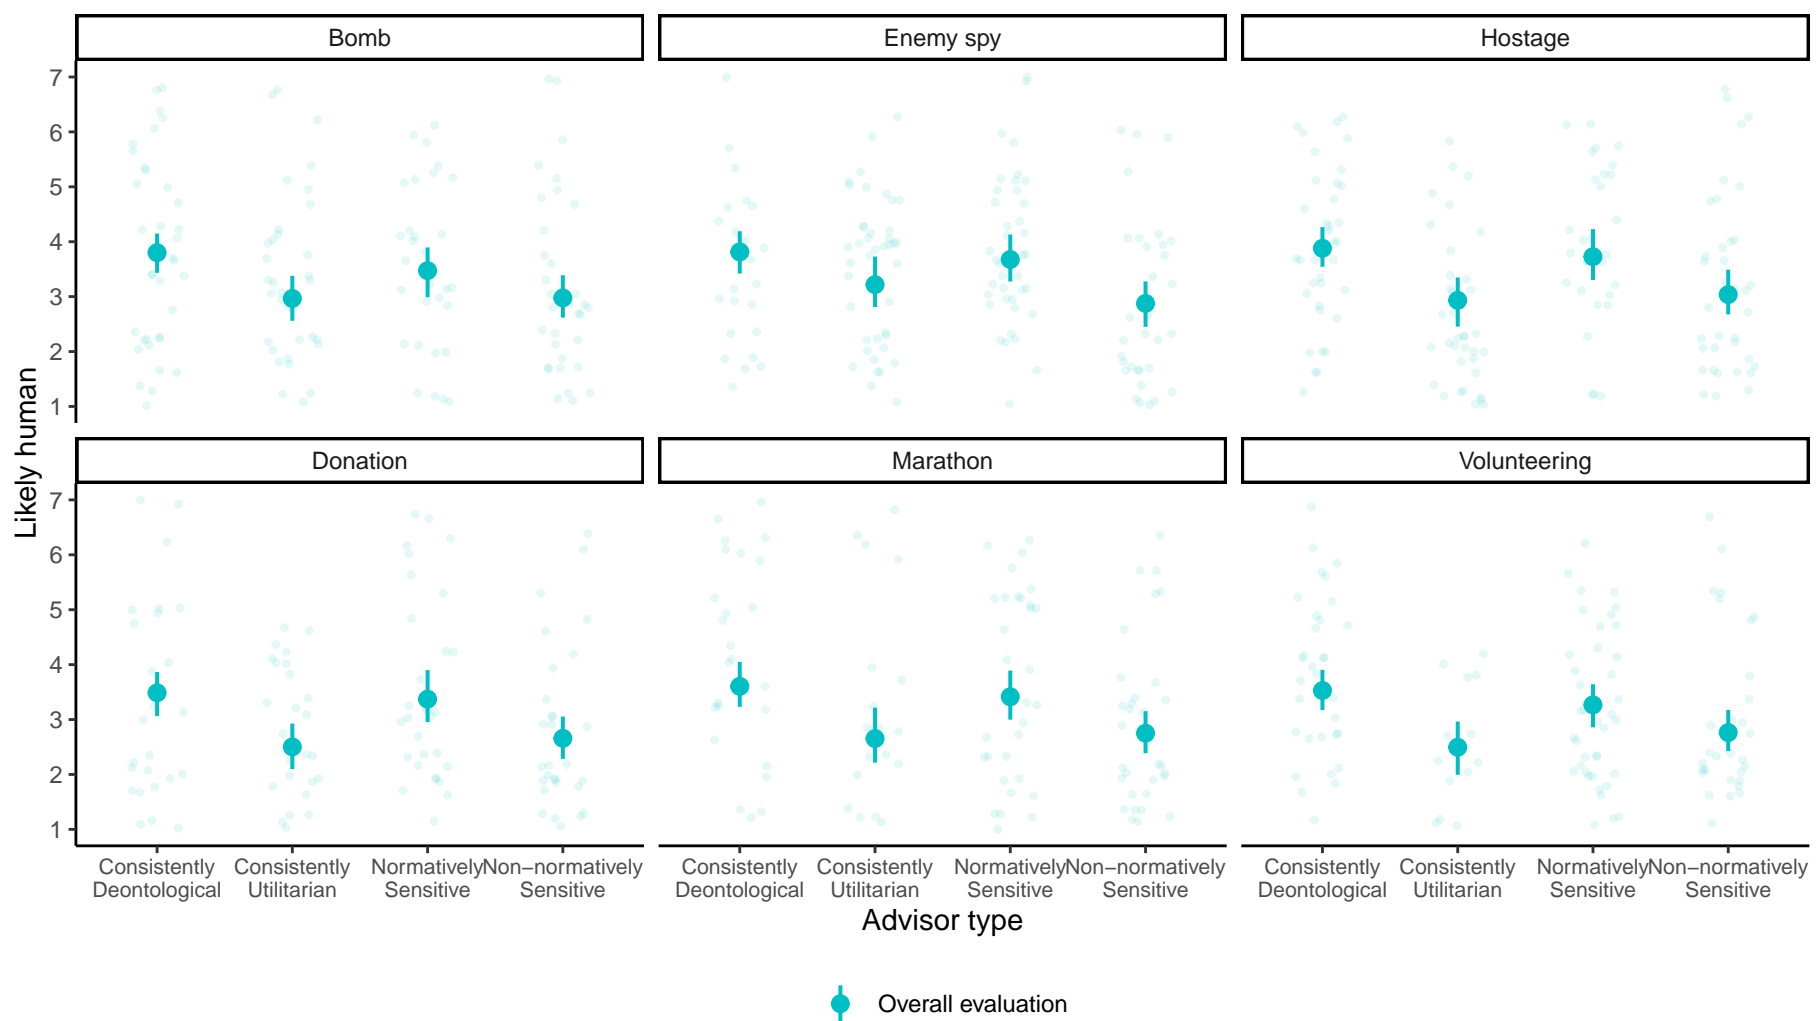 Bomb
Enemy spy
Hostage
7
6
5
4
3
2
1
Donation
Marathon
Volunteering
7
6
5
4
3
2
1
Likely human
Consistently Deontological
Consistently Utilitarian
Normatively Sensitive
Non−normatively Sensitive
Consistently Deontological
Consistently Utilitarian
Normatively Sensitive
Non−normatively Sensitive
Consistently Deontological
Consistently Utilitarian
Normatively Sensitive
Non−normatively Sensitive
Advisor type
Overall evaluation